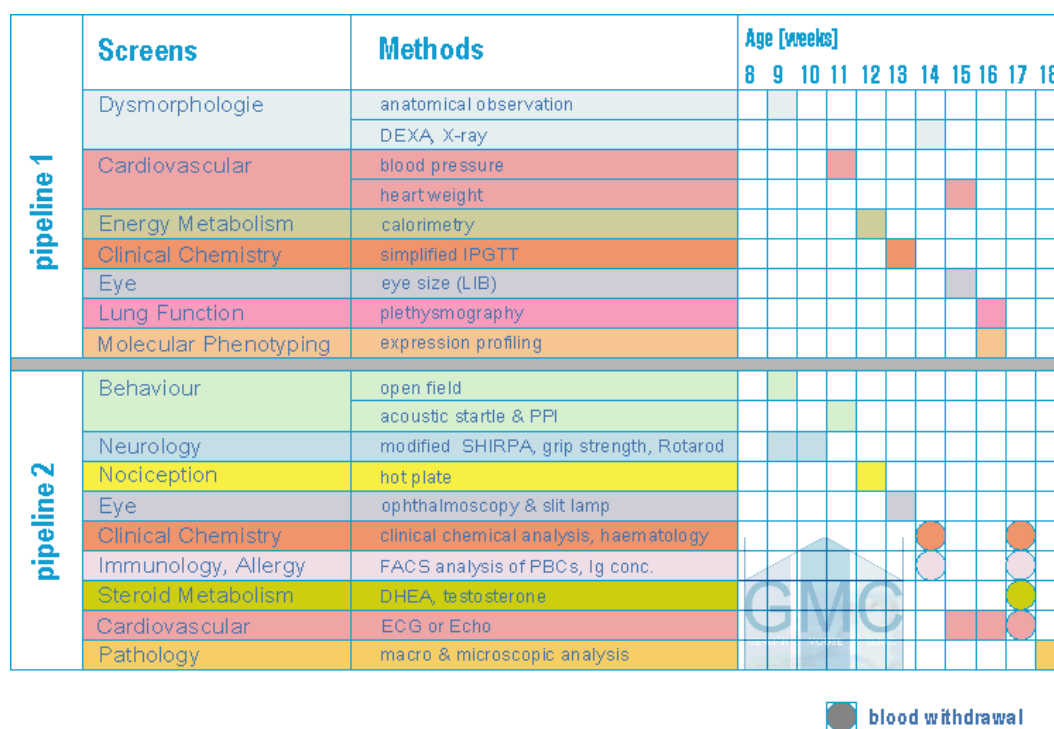 Screens Methods Age [weeks]
8 9 10 11 12 13 14 15 16 17 18
pipeline 1
Dysmorphologie anatomical observation
DEXA, X-ray
Cardiovascular blood pressure
heart weight
Energy Metabolism calorimetry
Clinical Chemistry simplified IPGTT
Eye eye size (LIB)
Lung Function plethysmography
Molecular Phenotyping expression profiling
pipeline 2
Behaviour open field
acoustic startle & PPI
Neurology modified SHIRPA, grip strength, Rotarod
Nociception hot plate
Eye ophthalmoscopy & slit lamp
Clinical Chemistry clinical chemical analysis, haematology
Immunology, Allergy FACS analysis of PBCs, Ig conc.
Steroid Metabolism DHEA, testosterone
Cardiovascular ECG or Echo
Pathology macro & microscopic analysis
GMC
blood withdrawal